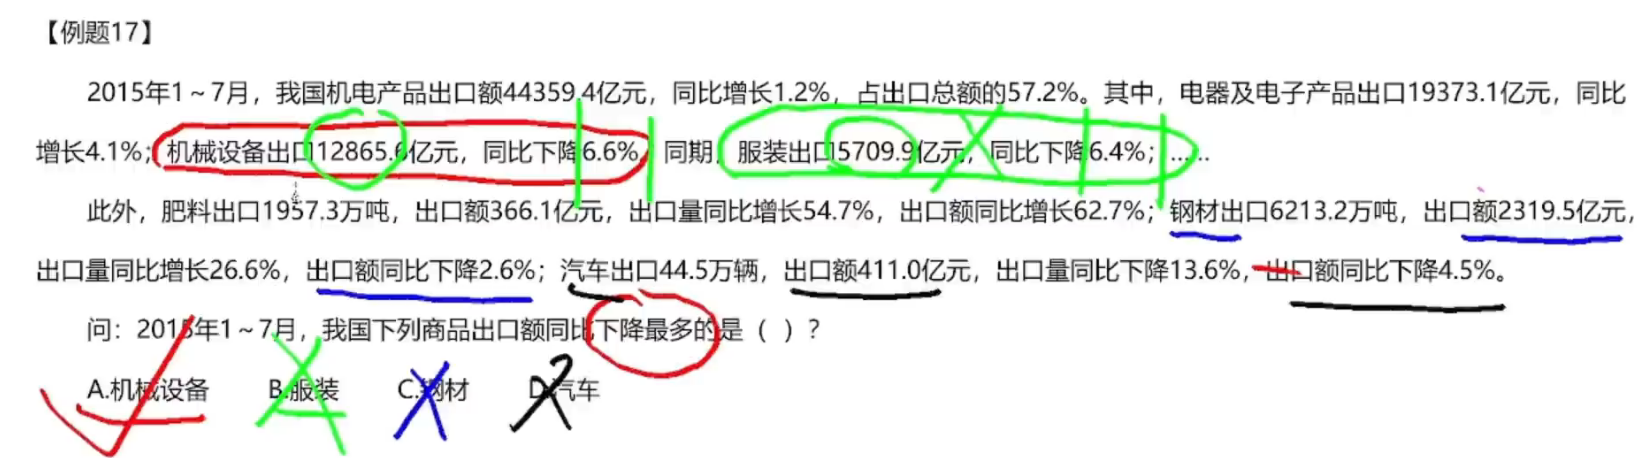 【例题17】
2015年1～7月，我国机电产品出口额44359.4亿元，同比增长1.2%，占出口总额的57.2%。其中，电器及电子产品出口19373.1亿元，同比
增长4.1%；机械设备出口12865.6亿元，同比下降6.6%。同期，服装出口5709.9亿元，同比下降6.4%；……
此外，肥料出口1957.3万吨，出口额366.1亿元，出口量同比增长54.7%，出口额同比增长62.7%；钢材出口6213.2万吨，出口额2319.5亿元，
出口量同比增长26.6%，出口额同比下降2.6%；汽车出口44.5万辆，出口额411.0亿元，出口量同比下降13.6%，出口额同比下降4.5%。
问：2015年1～7月，我国下列商品出口额同比下降最多的是（ ）？
A.机械设备 B.服装 C.钢材 D.汽车